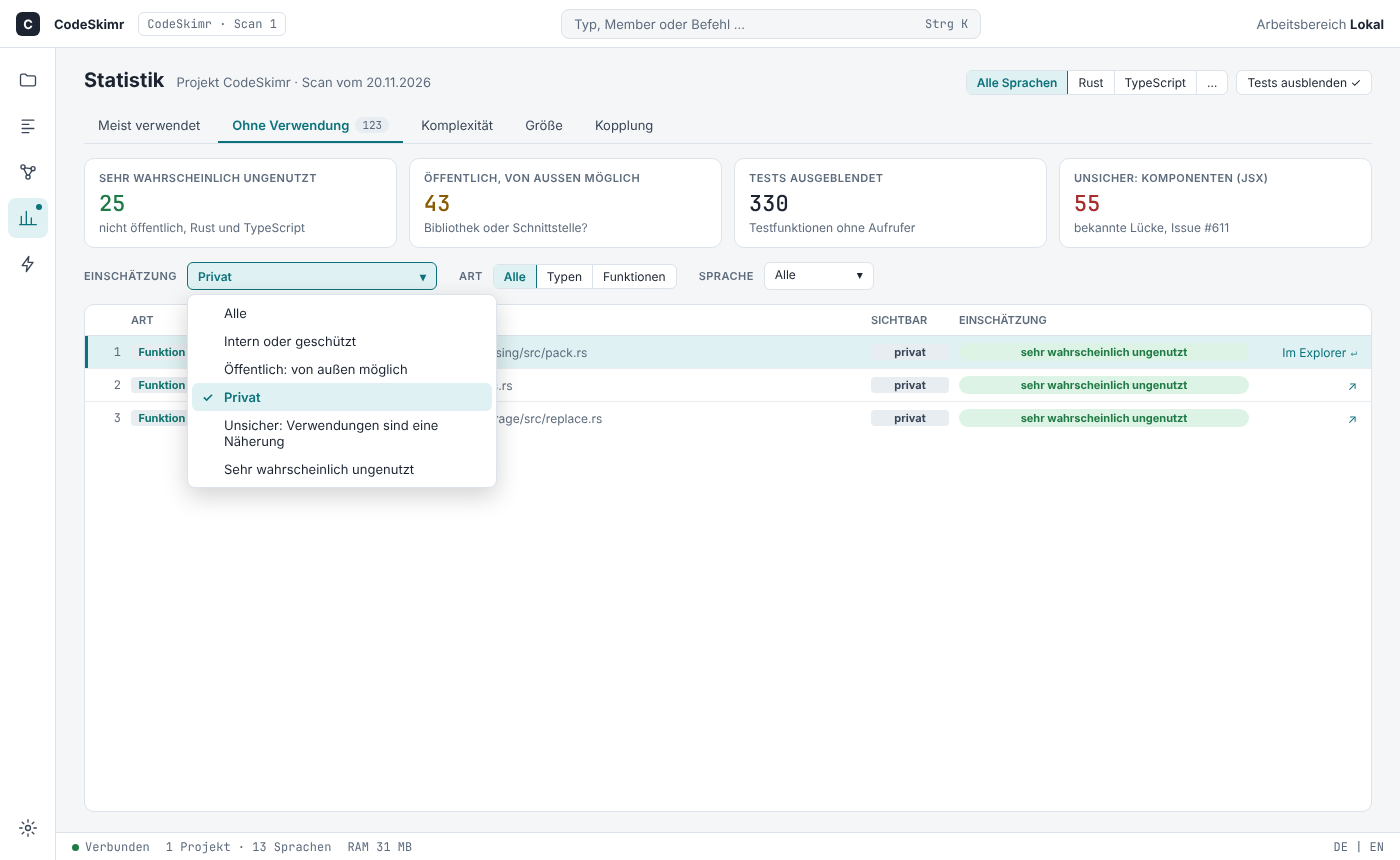 C CodeSkimr CodeSkimr · Scan 1 Typ, Member oder Befehl ... Strg K Arbeitsbereich Lokal
Statistik Projekt CodeSkimr · Scan vom 20.11.2026 Alle Sprachen Rust TypeScript ... Tests ausblenden ✓
Meist verwendet Ohne Verwendung 123 Komplexität Größe Kopplung
SEHR WAHRSCHEINLICH UNGENUTZT
25
nicht öffentlich, Rust und TypeScript
ÖFFENTLICH, VON AUSSEN MÖGLICH
43
Bibliothek oder Schnittstelle?
TESTS AUSGEBLENDET
330
Testfunktionen ohne Aufrufer
UNSICHER: KOMPONENTEN (JSX)
55
bekannte Lücke, Issue #611
EINSCHÄTZUNG Privat ▾ ART Alle Typen Funktionen SPRACHE Alle ▾
Alle
Intern oder geschützt
Öffentlich: von außen möglich
✓ Privat
Unsicher: Verwendungen sind eine
Näherung
Sehr wahrscheinlich ungenutzt
ART SICHTBAR EINSCHÄTZUNG
1 Funktion sing/src/pack.rs privat sehr wahrscheinlich ungenutzt Im Explorer ↵
2 Funktion .rs privat sehr wahrscheinlich ungenutzt ↗
3 Funktion rage/src/replace.rs privat sehr wahrscheinlich ungenutzt ↗
Verbunden 1 Projekt · 13 Sprachen RAM 31 MB DE | EN